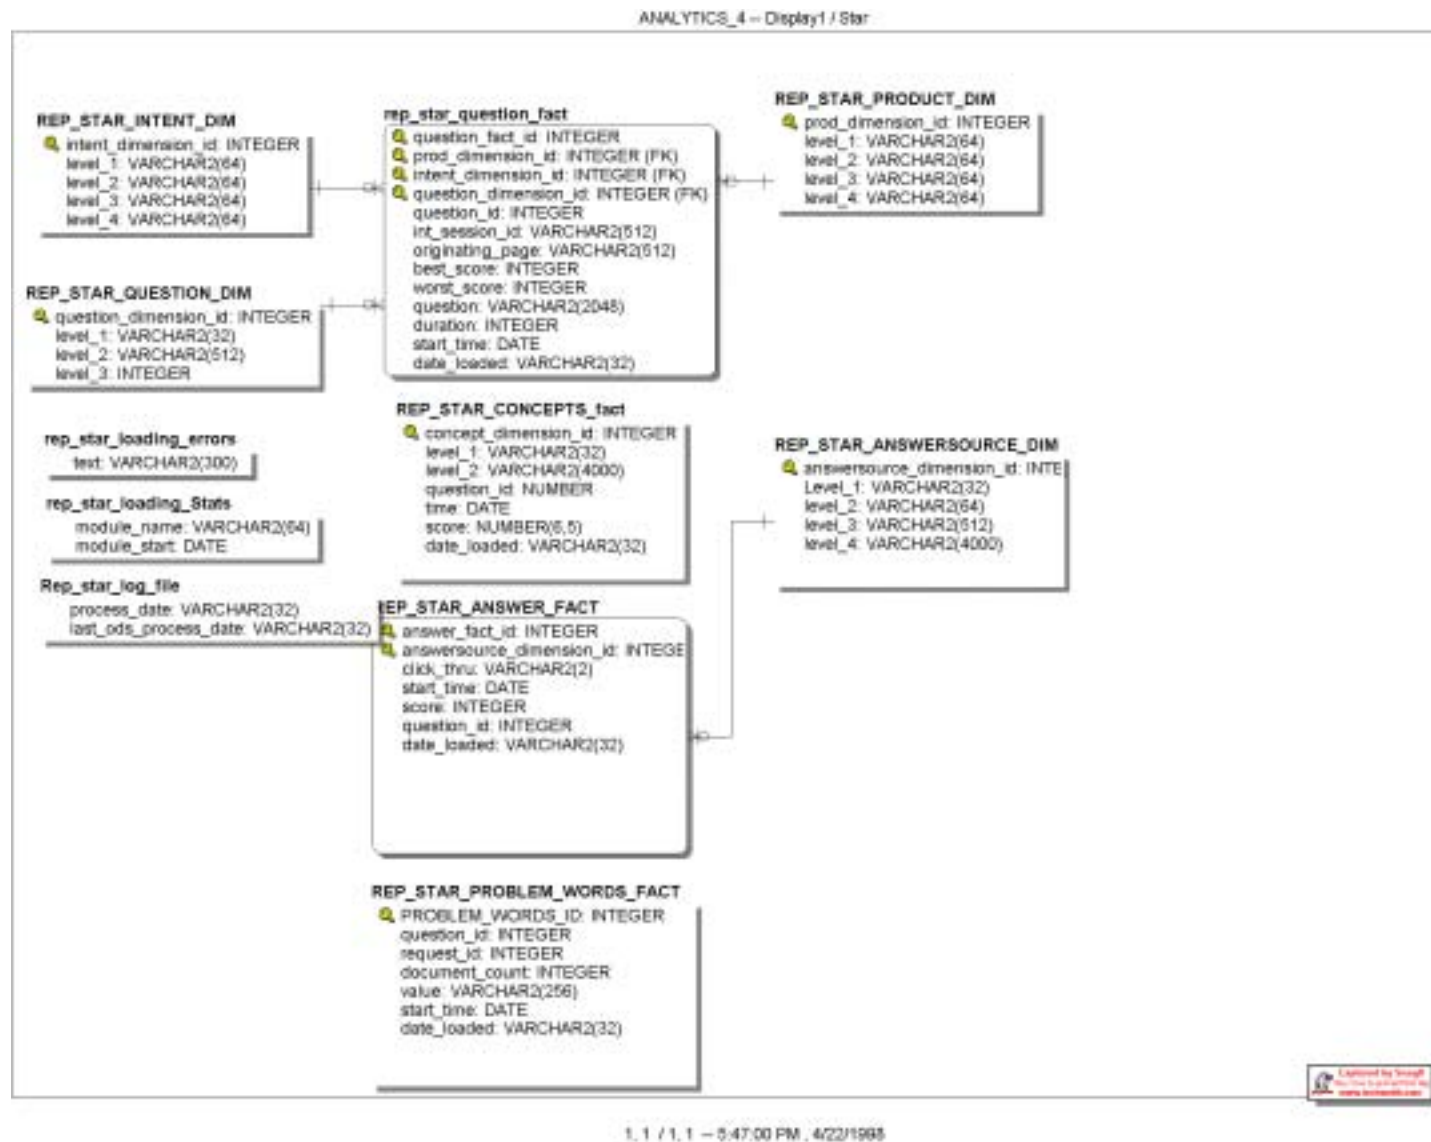 ANALYTICS_4 -- Display1 / Star
REP_STAR_INTENT_DIM
intent_dimension_id: INTEGER
level_1: VARCHAR2(64)
level_2: VARCHAR2(64)
level_3: VARCHAR2(64)
level_4: VARCHAR2(64)
rep_star_question_fact
question_fact_id: INTEGER
prod_dimension_id: INTEGER (FK)
intent_dimension_id: INTEGER (FK)
question_dimension_id: INTEGER (FK)
question_id: INTEGER
int_session_id: VARCHAR2(512)
originating_page: VARCHAR2(512)
best_score: INTEGER
worst_score: INTEGER
question: VARCHAR2(2048)
duration: INTEGER
start_time: DATE
date_loaded: VARCHAR2(32)
REP_STAR_PRODUCT_DIM
prod_dimension_id: INTEGER
level_1: VARCHAR2(64)
level_2: VARCHAR2(64)
level_3: VARCHAR2(64)
level_4: VARCHAR2(64)
REP_STAR_QUESTION_DIM
question_dimension_id: INTEGER
level_1: VARCHAR2(32)
level_2: VARCHAR2(512)
level_3: INTEGER
REP_STAR_CONCEPTS_fact
concept_dimension_id: INTEGER
level_1: VARCHAR2(32)
level_2: VARCHAR2(4000)
question_id: NUMBER
time: DATE
score: NUMBER(6,5)
date_loaded: VARCHAR2(32)
rep_star_loading_errors
text: VARCHAR2(300)
rep_star_loading_Stats
module_name: VARCHAR2(64)
module_start: DATE
Rep_star_log_file
process_date: VARCHAR2(32)
last_ods_process_date: VARCHAR2(32)
REP_STAR_ANSWERSOURCE_DIM
answersource_dimension_id: INTE
Level_1: VARCHAR2(32)
level_2: VARCHAR2(64)
level_3: VARCHAR2(512)
level_4: VARCHAR2(4000)
REP_STAR_ANSWER_FACT
answer_fact_id: INTEGER
answersource_dimension_id: INTEGE
click_thru: VARCHAR2(2)
start_time: DATE
score: INTEGER
question_id: INTEGER
date_loaded: VARCHAR2(32)
REP_STAR_PROBLEM_WORDS_FACT
PROBLEM_WORDS_ID: INTEGER
question_id: INTEGER
request_id: INTEGER
document_count: INTEGER
value: VARCHAR2(256)
start_time: DATE
date_loaded: VARCHAR2(32)
Captured by SnagIt
www.techsmith.com
1, 1 / 1, 1 -- 5:47:00 PM , 4/22/1998